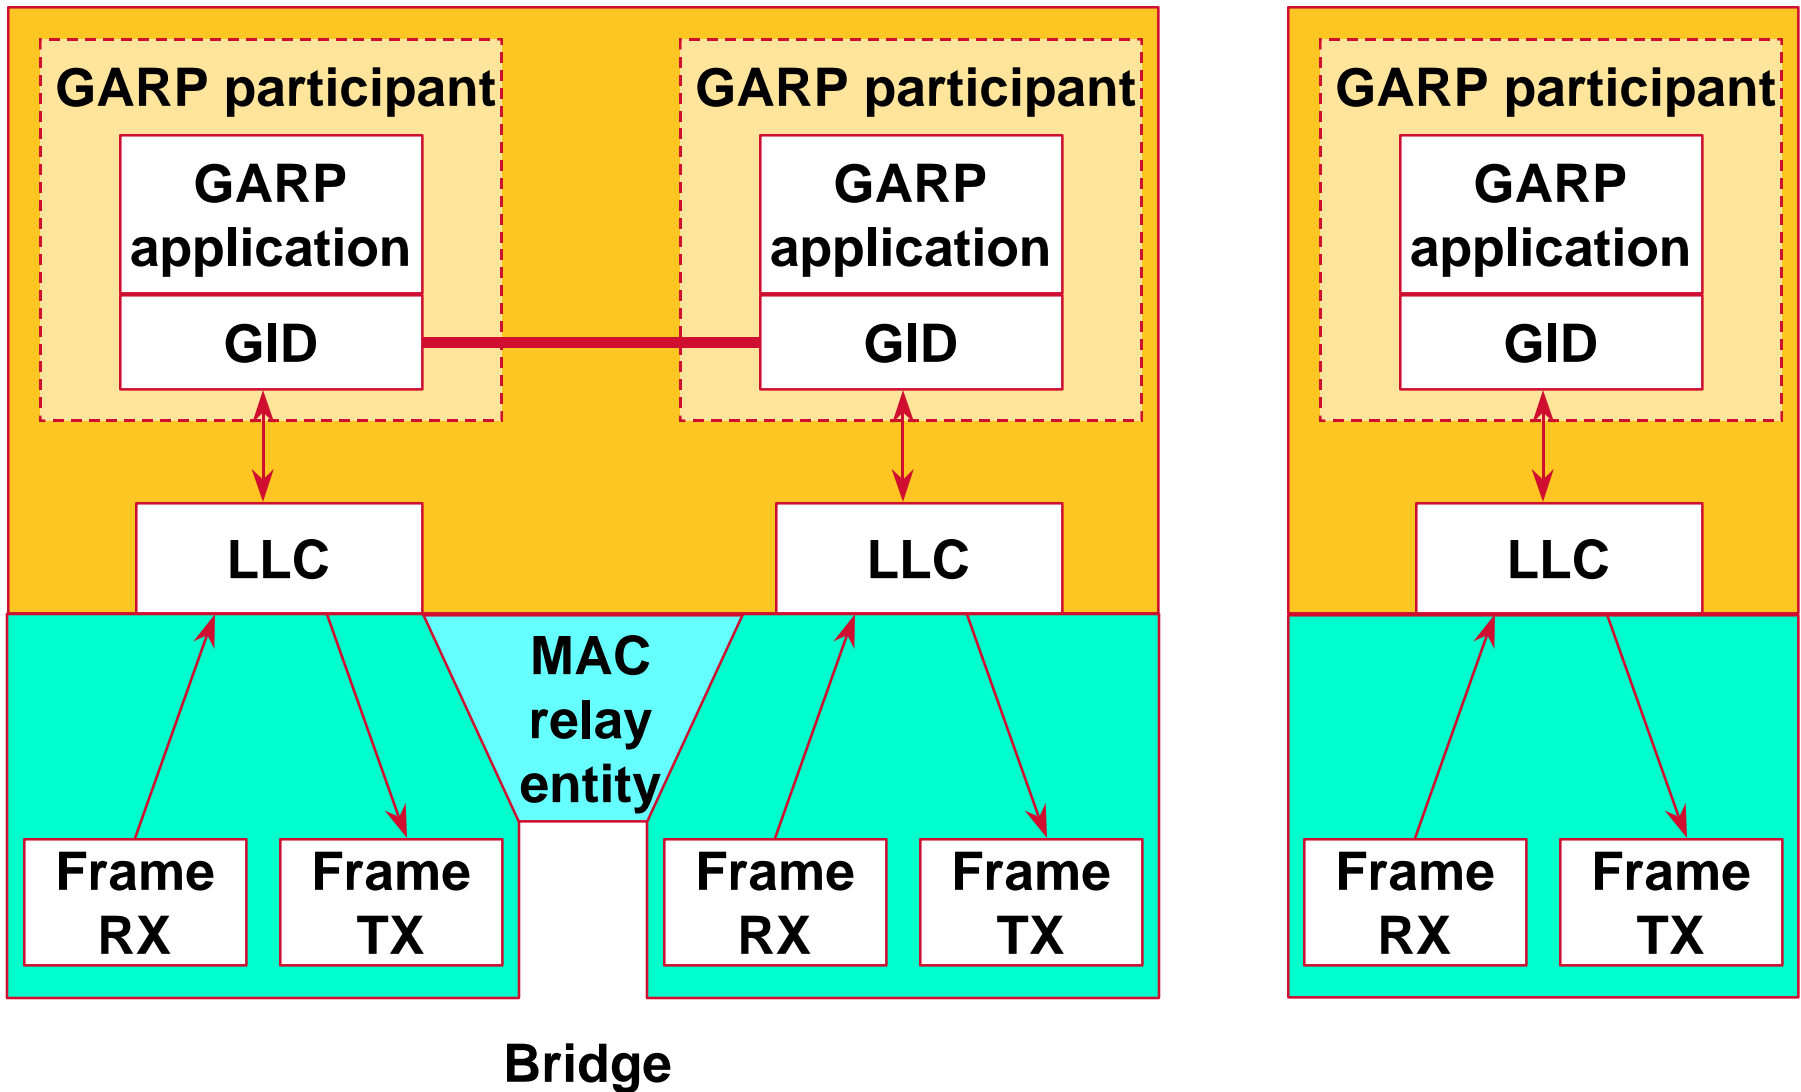 GARP participant
GARP
application
GID
LLC
GARP participant
GARP
application
GID
LLC
MAC
relay
entity
Frame
RX
Frame
TX
Frame
RX
Frame
TX
Bridge
GARP participant
GARP
application
GID
LLC
Frame
RX
Frame
TX